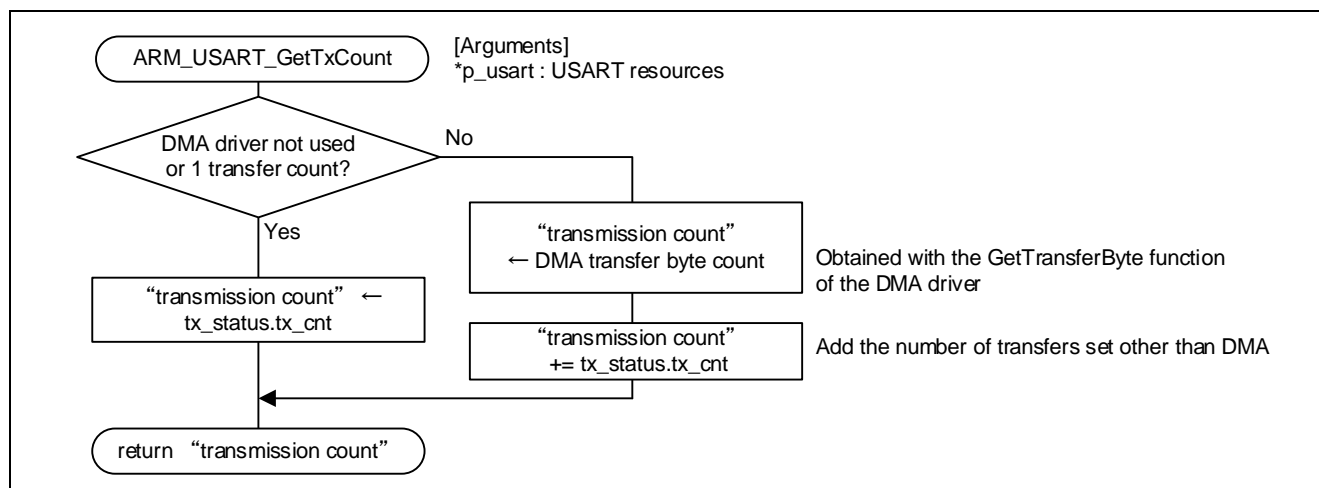 ARM_USART_GetTxCount
[Arguments]
*p_usart : USART resources
DMA driver not used
or 1 transfer count?
No
Yes
“transmission count”
← DMA transfer byte count
Obtained with the GetTransferByte function
of the DMA driver
“transmission count” ←
tx_status.tx_cnt
“transmission count”
+= tx_status.tx_cnt
Add the number of transfers set other than DMA
return “transmission count”